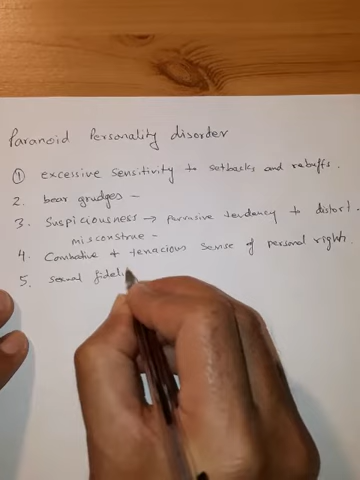 Paranoid Personality disorder
① excessive sensitivity to setbacks and rebuffs.
2. bear grudges -
3. Suspiciousness → pervasive tendency to distort.
misconstrue -
4. Combative & tenacious sense of personal rights.
5. sexual fideli